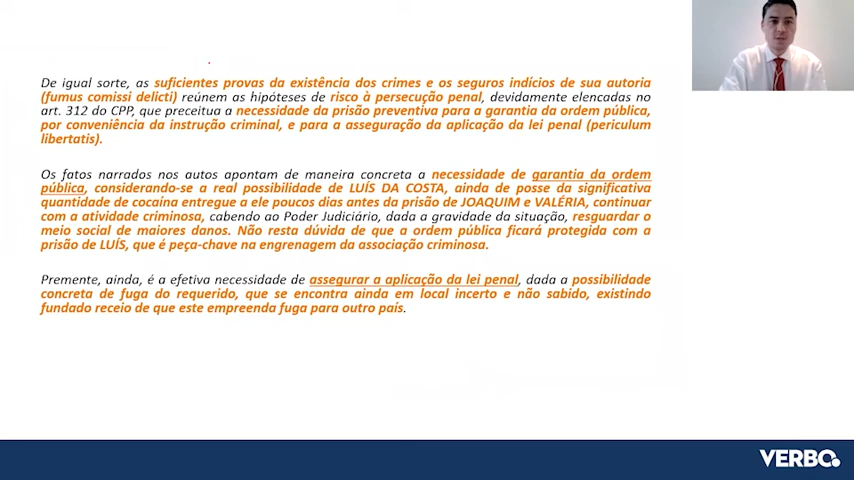 De igual sorte, as suficientes provas da existência dos crimes e os seguros indícios de sua autoria
(fumus comissi delicti) reúnem as hipóteses de risco à persecução penal, devidamente elencadas no
art. 312 do CPP, que preceitua a necessidade da prisão preventiva para a garantia da ordem pública,
por conveniência da instrução criminal, e para a asseguração da aplicação da lei penal (periculum
libertatis).
Os fatos narrados nos autos apontam de maneira concreta a necessidade de garantia da ordem
pública, considerando-se a real possibilidade de LUÍS DA COSTA, ainda de posse da significativa
quantidade de cocaína entregue a ele poucos dias antes da prisão de JOAQUIM e VALÉRIA, continuar
com a atividade criminosa, cabendo ao Poder Judiciário, dada a gravidade da situação, resguardar o
meio social de maiores danos. Não resta dúvida de que a ordem pública ficará protegida com a
prisão de LUÍS, que é peça-chave na engrenagem da associação criminosa.
Premente, ainda, é a efetiva necessidade de assegurar a aplicação da lei penal, dada a possibilidade
concreta de fuga do requerido, que se encontra ainda em local incerto e não sabido, existindo
fundado receio de que este empreenda fuga para outro país.
VERBO